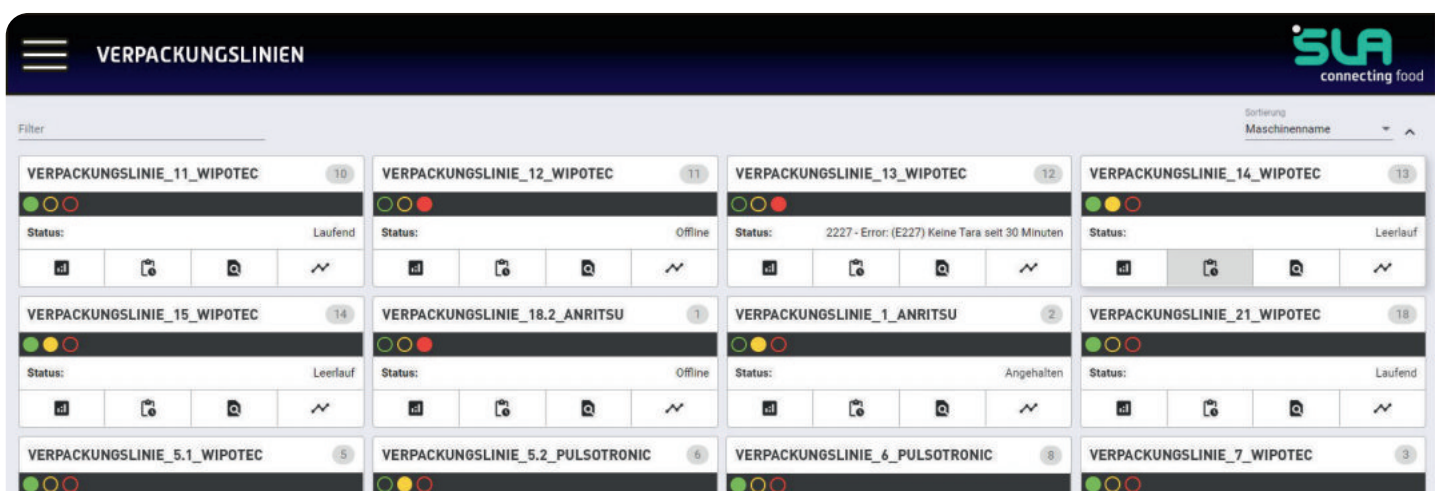 VERPACKUNGSLINIEN
SLA
connecting food
Filter
Sortierung
Maschinenname
VERPACKUNGSLINIE_11_WIPOTEC 10
Status: Laufend
VERPACKUNGSLINIE_12_WIPOTEC 11
Status: Offline
VERPACKUNGSLINIE_13_WIPOTEC 12
Status: 2227 - Error: (E227) Keine Tara seit 30 Minuten
VERPACKUNGSLINIE_14_WIPOTEC 13
Status: Leerlauf
VERPACKUNGSLINIE_15_WIPOTEC 14
Status: Leerlauf
VERPACKUNGSLINIE_18.2_ANRITSU 1
Status: Offline
VERPACKUNGSLINIE_1_ANRITSU 2
Status: Angehalten
VERPACKUNGSLINIE_21_WIPOTEC 18
Status: Laufend
VERPACKUNGSLINIE_5.1_WIPOTEC 5
VERPACKUNGSLINIE_5.2_PULSOTRONIC 6
VERPACKUNGSLINIE_6_PULSOTRONIC 8
VERPACKUNGSLINIE_7_WIPOTEC 3